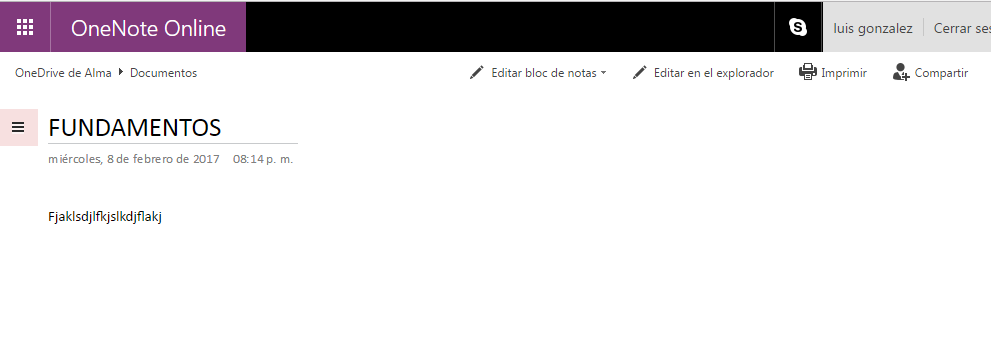 OneNote Online
luis gonzalez
Cerrar ses
OneDrive de Alma Documentos
Editar bloc de notas
Editar en el explorador
Imprimir
Compartir
FUNDAMENTOS
miércoles, 8 de febrero de 2017 08:14 p. m.
Fjaklsdjlfkjslkdjflakj